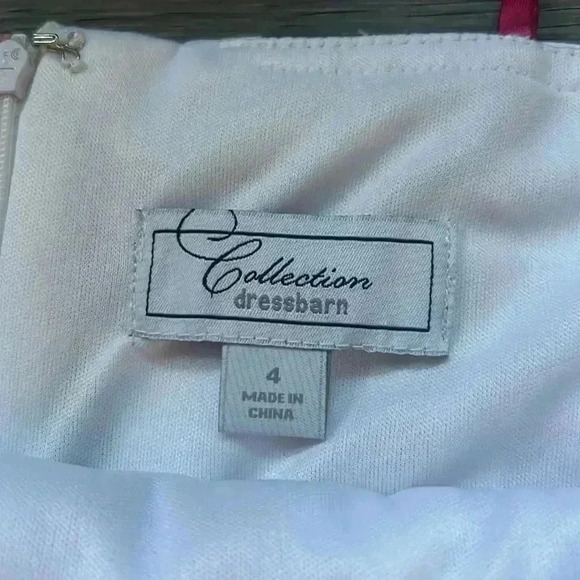 Collection
dressbarn
4
MADE IN
CHINA